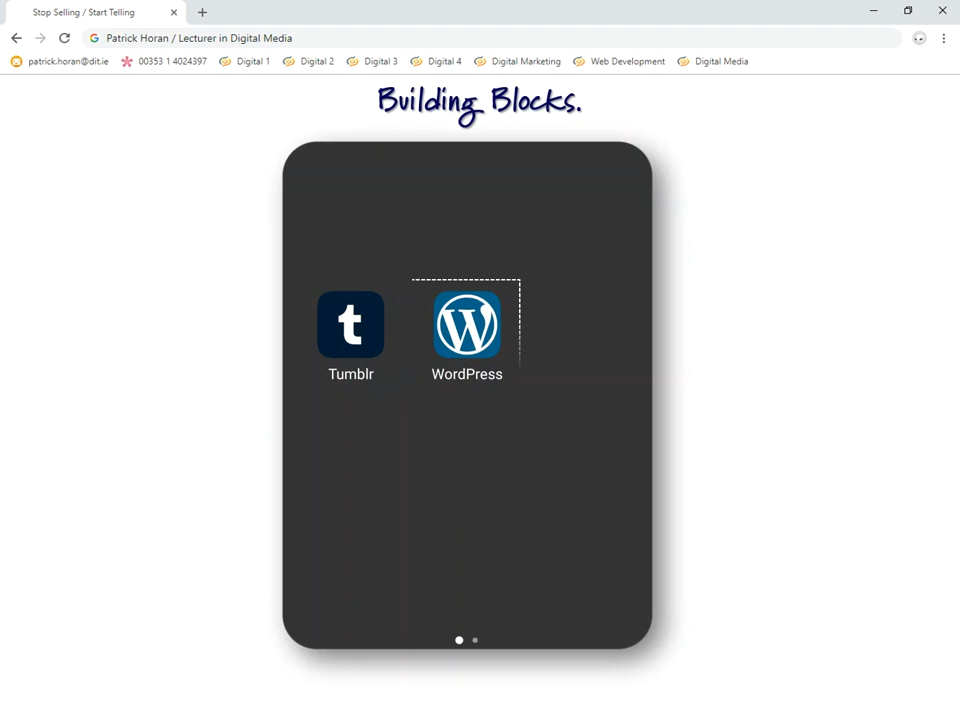 Stop Selling / Start Telling
Patrick Horan / Lecturer in Digital Media
patrick.horan@dit.ie 00353 1 4024397 Digital 1 Digital 2 Digital 3 Digital 4 Digital Marketing Web Development Digital Media
Building Blocks.
Tumblr WordPress